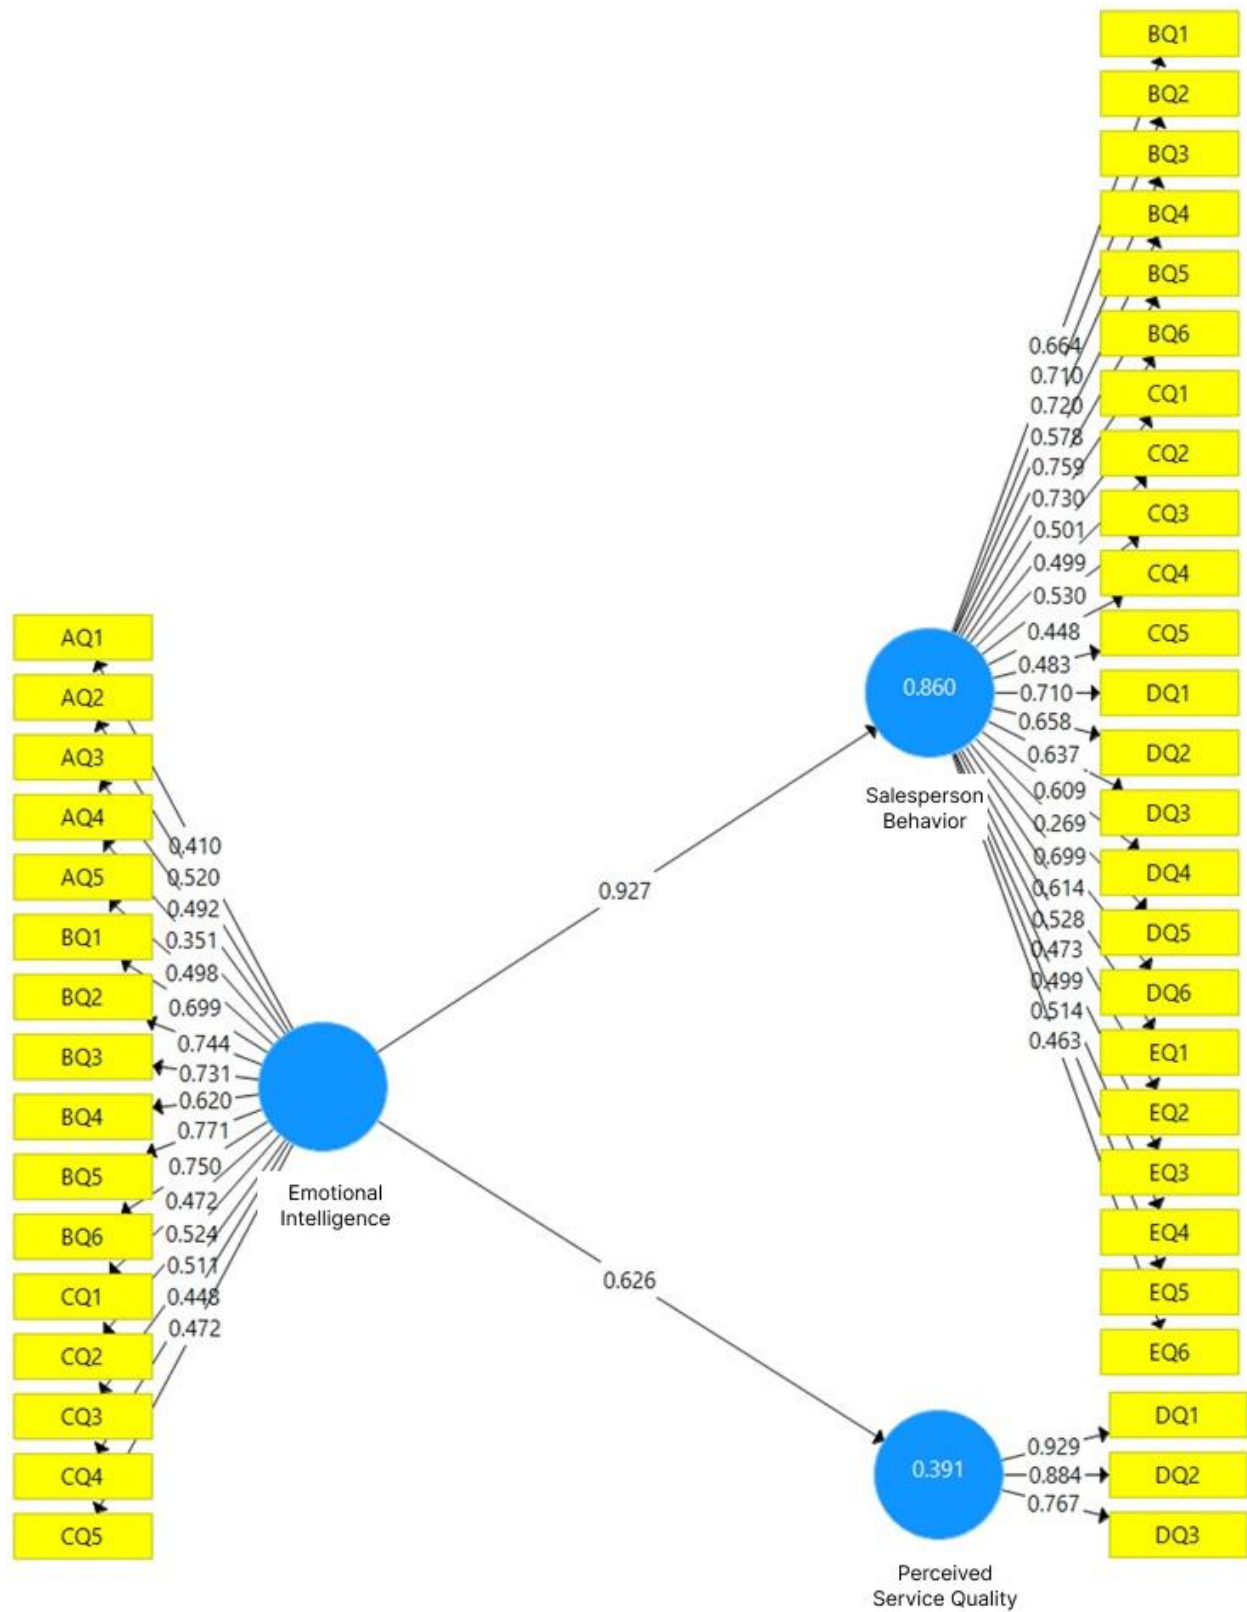 BQ1
BQ2
BQ3
BQ4
BQ5
BQ6
CQ1
CQ2
CQ3
CQ4
CQ5
DQ1
DQ2
DQ3
DQ4
DQ5
DQ6
EQ1
EQ2
EQ3
EQ4
EQ5
EQ6
0.664
0.710
0.720
0.578
0.759
0.730
0.501
0.499
0.530
0.448
0.483
0.710
0.658
0.637
0.609
0.269
0.699
0.614
0.528
0.473
0.499
0.514
0.463
0.860
Salesperson
Behavior
0.927
AQ1
AQ2
AQ3
AQ4
AQ5
BQ1
BQ2
BQ3
BQ4
BQ5
BQ6
CQ1
CQ2
CQ3
CQ4
CQ5
0.410
0.520
0.492
0.351
0.498
0.699
0.744
0.731
0.620
0.771
0.750
0.472
0.524
0.511
0.448
0.472
Emotional
Intelligence
0.626
0.391
Perceived
Service Quality
0.929
0.884
0.767
DQ1
DQ2
DQ3